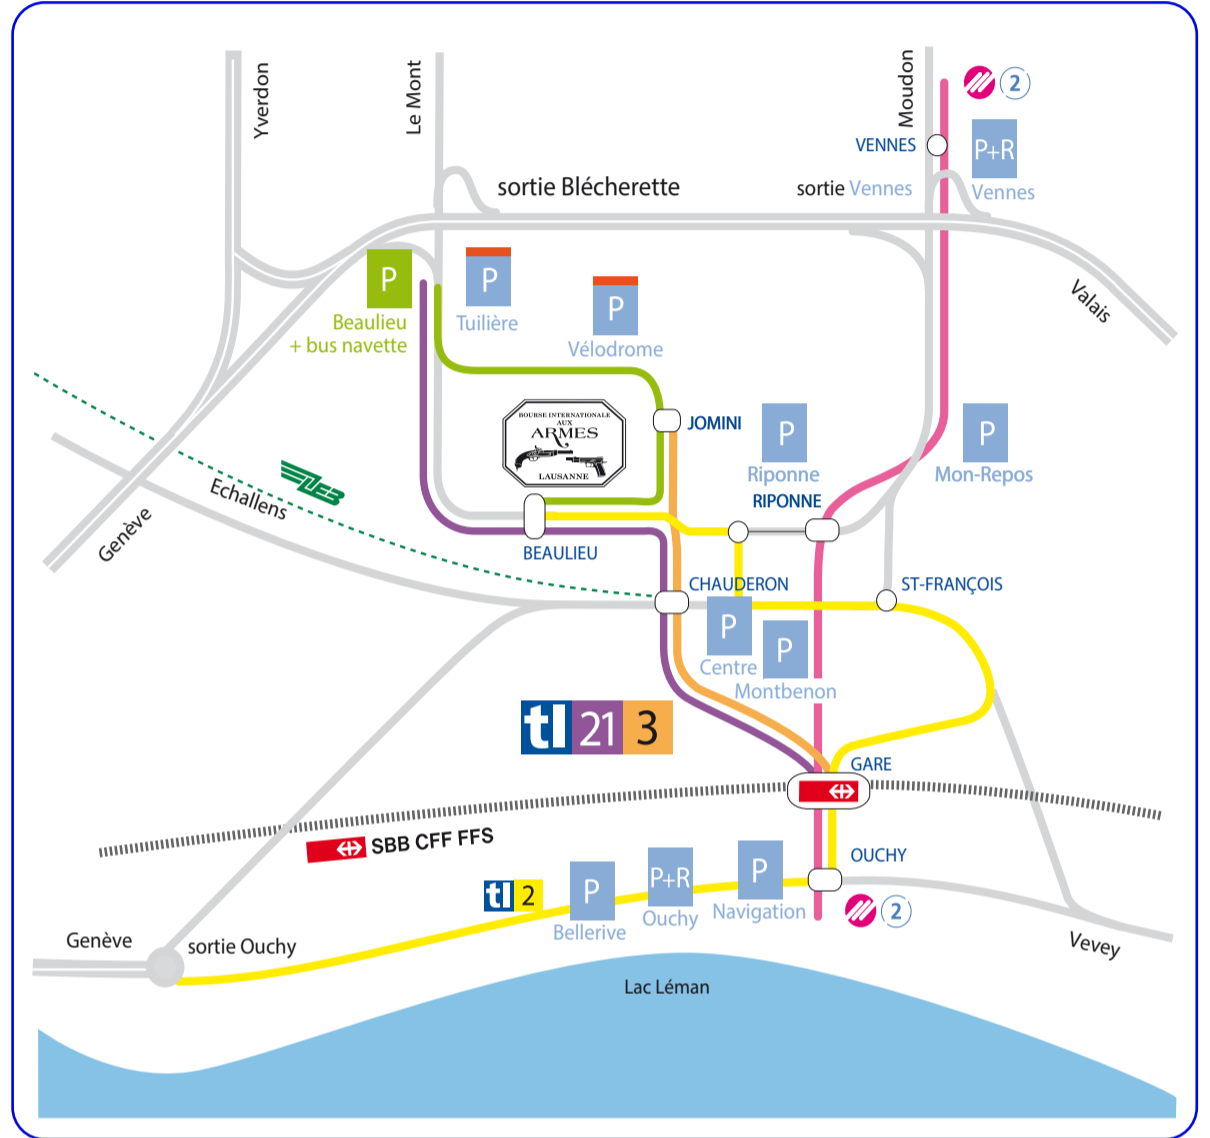 Yverdon
Le Mont
Moudon
2
VENNES
P+R
Vennes
sortie Blécherette
sortie Vennes
P
Beaulieu
+ bus navette
P
Tuilière
P
Vélodrome
Valais
BOURSE INTERNATIONALE
AUX
ARMES
LAUSANNE
JOMINI
P
Riponne
RIPONNE
P
Mon-Repos
Genève
Echallens
LEB
BEAULIEU
CHAUDERON
ST-FRANÇOIS
P
Centre
P
Montbenon
tl 21 3
GARE
SBB CFF FFS
OUCHY
tl 2
P
Bellerive
P+R
Ouchy
P
Navigation
2
Genève
sortie Ouchy
Vevey
Lac Léman